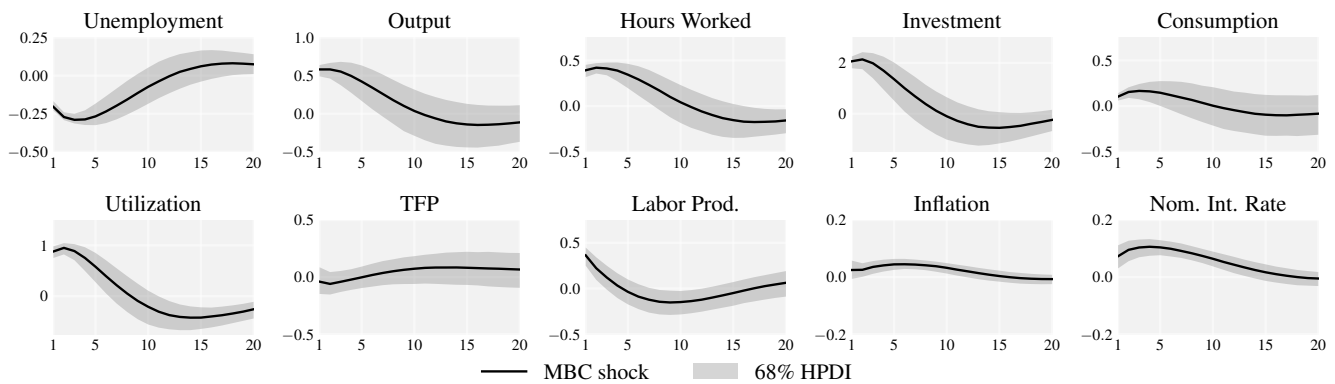 Unemployment Output Hours Worked Investment Consumption
0.25 1.0
0.5 0.5
0.00 0.5 2
−0.25 0.0 0.0 0.0
0
−0.50 −0.5 −0.5 −0.5
1 5 10 15 20 1 5 10 15 20 1 5 10 15 20 1 5 10 15 20 1 5 10 15 20
Utilization TFP Labor Prod. Inflation Nom. Int. Rate
0.5 0.2 0.2
1 0.5
0.0 0.0 0.0
0 0.0
−0.5 −0.5 −0.2 −0.2
1 5 10 15 20 1 5 10 15 20 1 5 10 15 20 1 5 10 15 20 1 5 10 15 20
MBC shock 68% HPDI